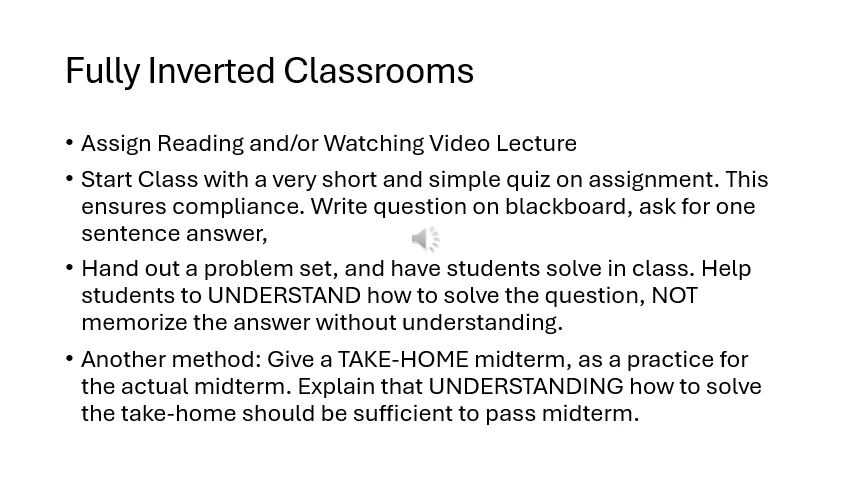 Fully Inverted Classrooms
• Assign Reading and/or Watching Video Lecture
• Start Class with a very short and simple quiz on assignment. This
ensures compliance. Write question on blackboard, ask for one
sentence answer,
• Hand out a problem set, and have students solve in class. Help
students to UNDERSTAND how to solve the question, NOT
memorize the answer without understanding.
• Another method: Give a TAKE-HOME midterm, as a practice for
the actual midterm. Explain that UNDERSTANDING how to solve
the take-home should be sufficient to pass midterm.